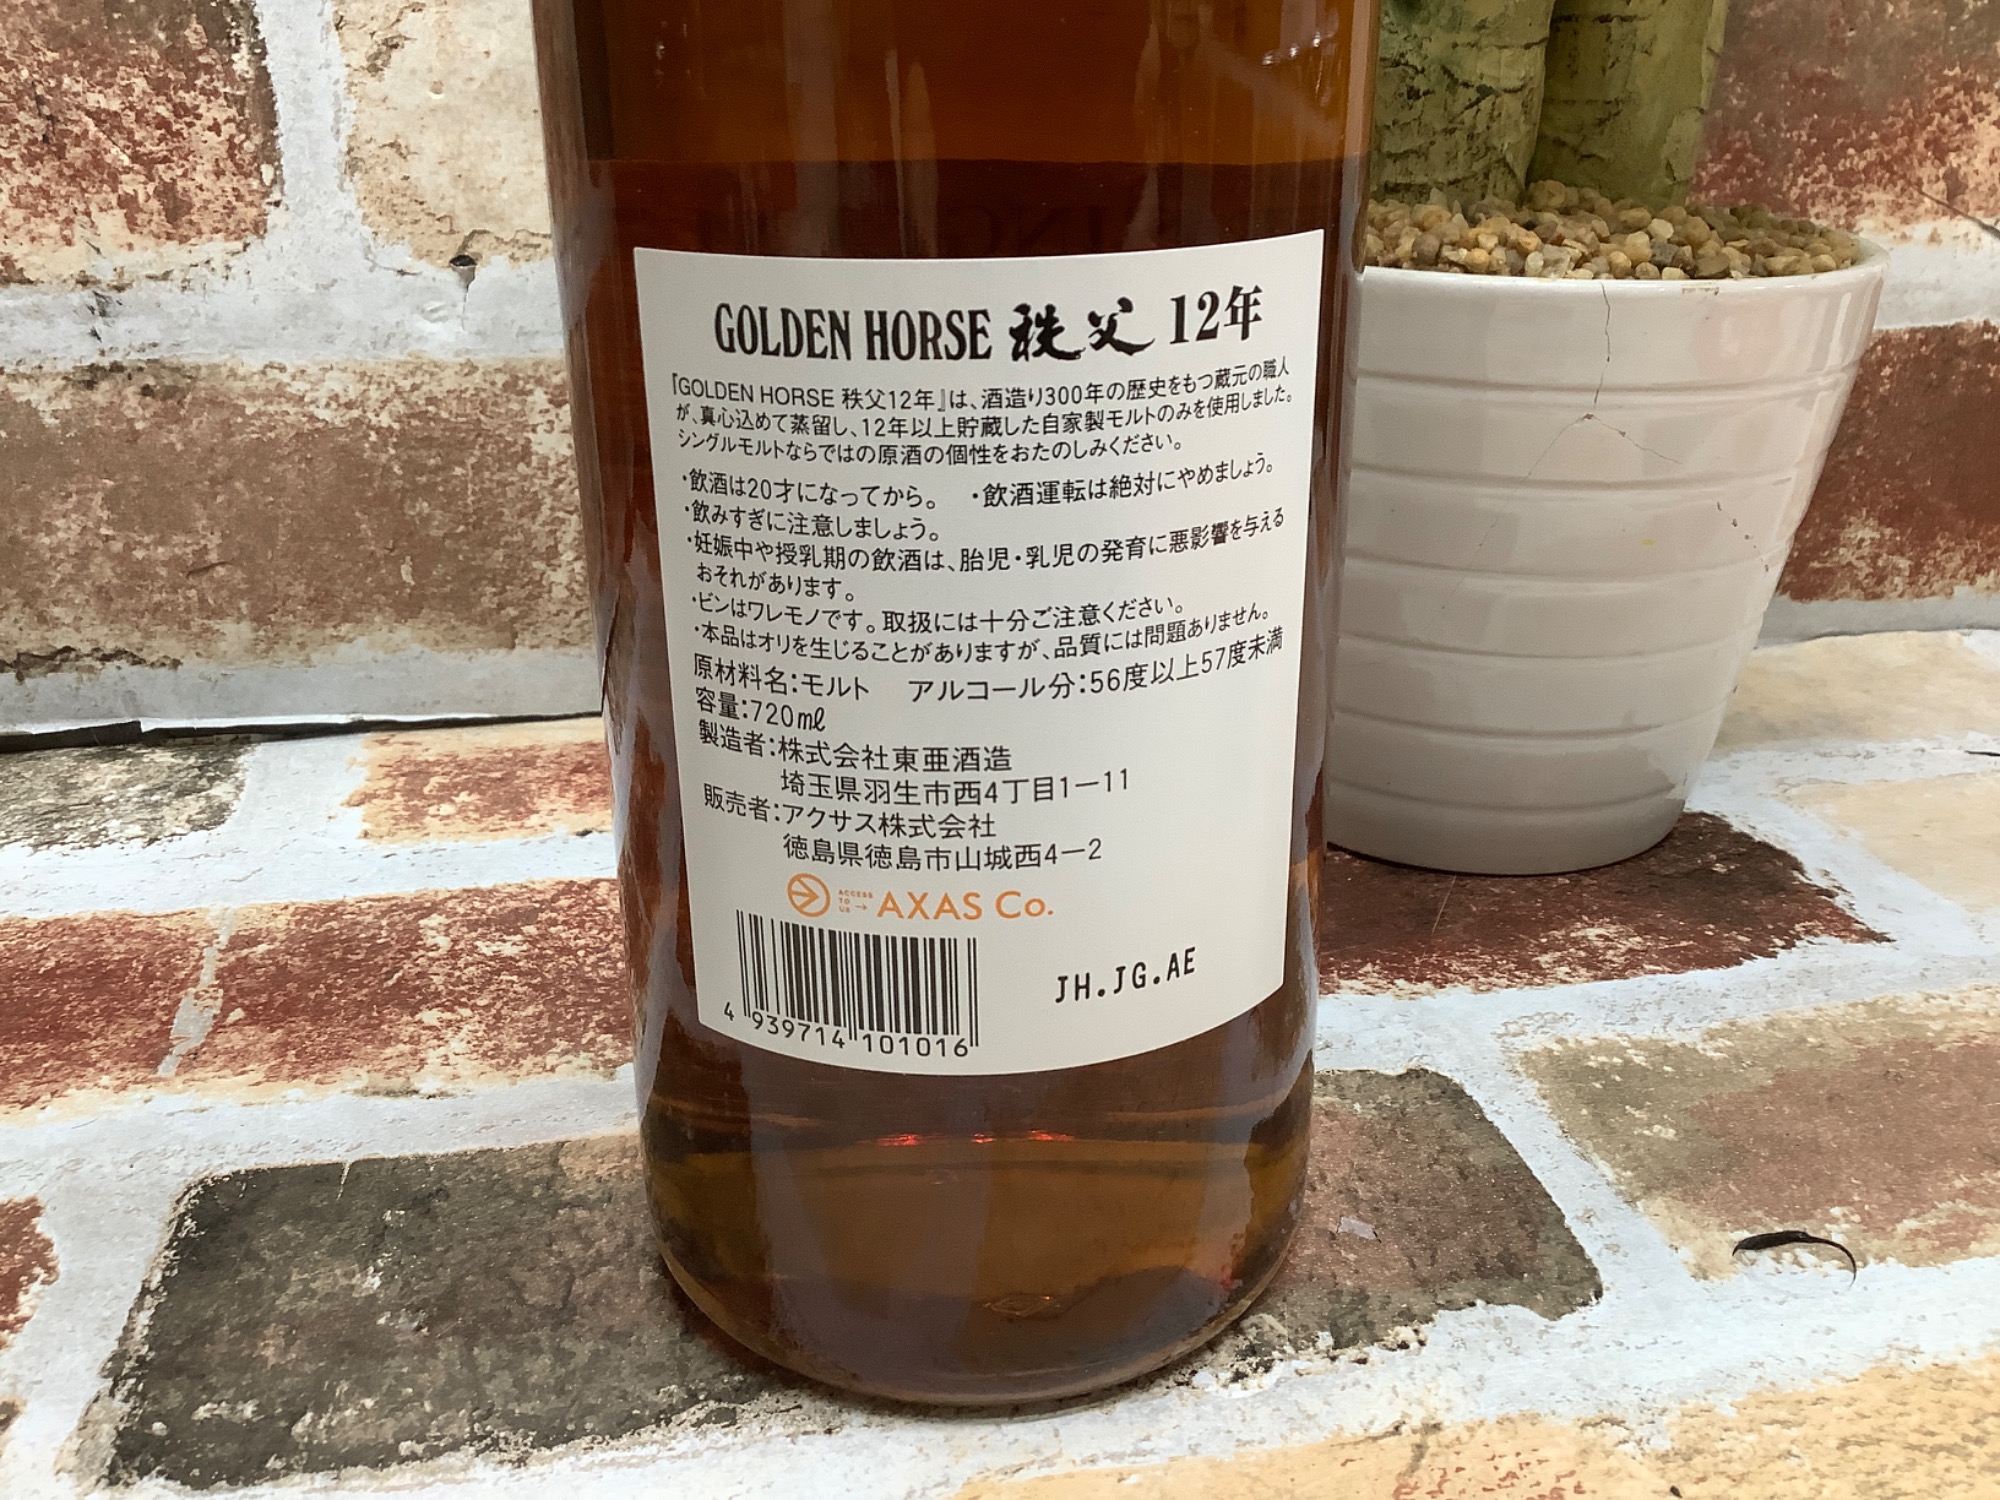 GOLDEN HORSE 秩父 12年
『GOLDEN HORSE 秩父12年』は、酒造り300年の歴史をもつ蔵元の職人
が、真心込めて蒸留し、12年以上貯蔵した自家製モルトのみを使用しました。
シングルモルトならではの原酒の個性をおたのしみください。
・飲酒は20才になってから。 ・飲酒運転は絶対にやめましょう。
・飲みすぎに注意しましょう。
・妊娠中や授乳期の飲酒は、胎児・乳児の発育に悪影響を与える
おそれがあります。
・ビンはワレモノです。取扱には十分ご注意ください。
・本品はオリを生じることがありますが、品質には問題ありません。
原材料名:モルト アルコール分:56度以上57度未満
容量:720㎖
製造者:株式会社東亜酒造
埼玉県羽生市西4丁目1ー11
販売者:アクサス株式会社
徳島県徳島市山城西4ー2
ACCESS TO US → AXAS Co.
JH.JG.AE
4 939714 101016